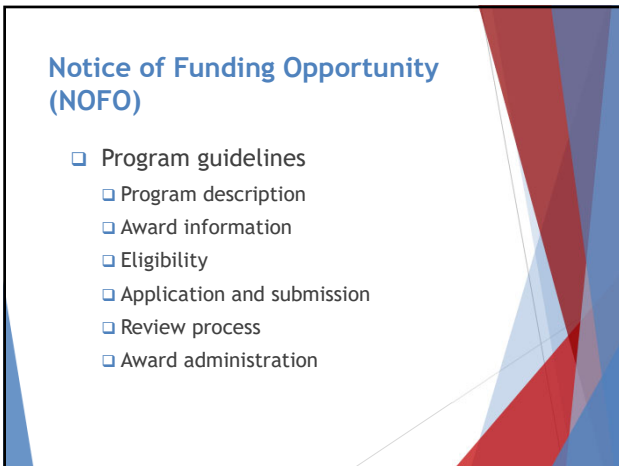 Notice of Funding Opportunity
(NOFO)
Program guidelines
Program description
Award information
Eligibility
Application and submission
Review process
Award administration